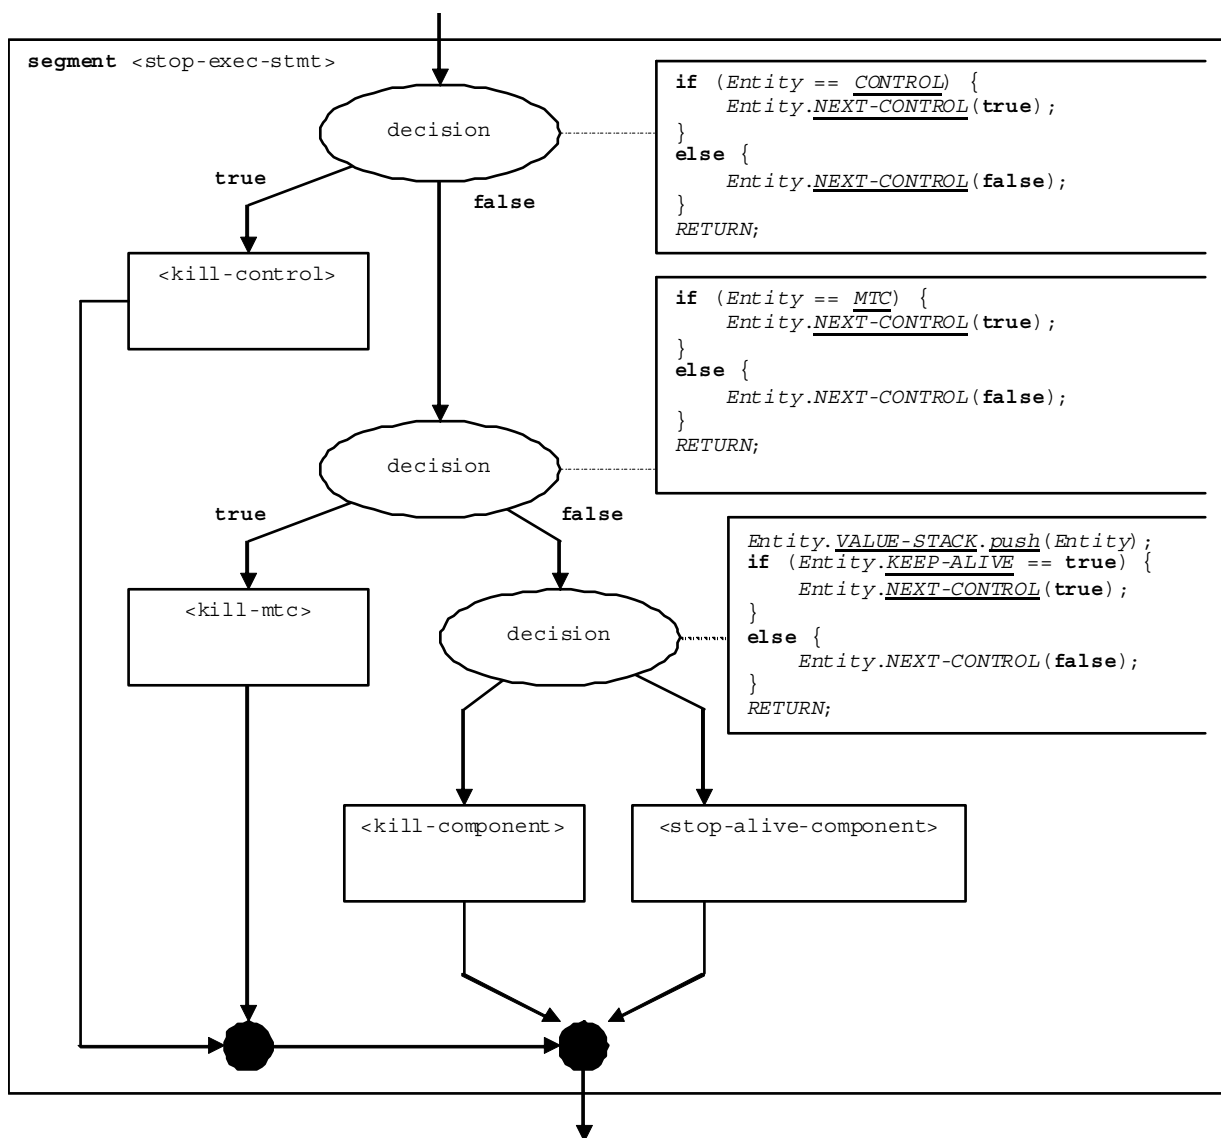 segment <stop-exec-stmt>
decision
if (Entity == CONTROL) {
Entity.NEXT-CONTROL(true);
}
else {
Entity.NEXT-CONTROL(false);
}
RETURN;
true
false
<kill-control>
if (Entity == MTC) {
Entity.NEXT-CONTROL(true);
}
else {
Entity.NEXT-CONTROL(false);
}
RETURN;
decision
true
false
<kill-mtc>
decision
Entity.VALUE-STACK.push(Entity);
if (Entity.KEEP-ALIVE == true) {
Entity.NEXT-CONTROL(true);
}
else {
Entity.NEXT-CONTROL(false);
}
RETURN;
<kill-component>
<stop-alive-component>